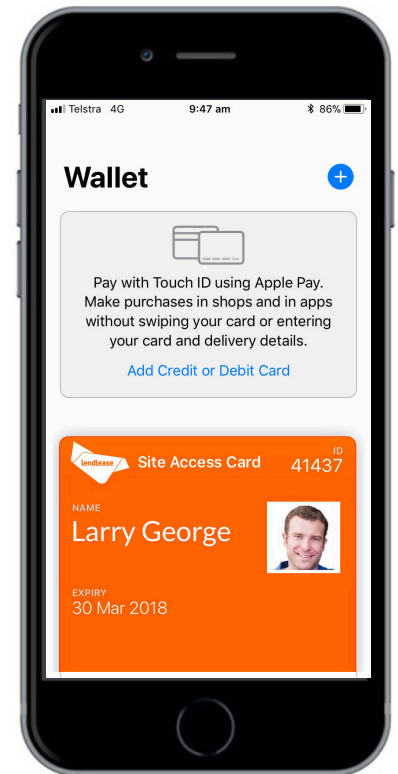 Telstra 4G 9:47 am 86%
Wallet
Pay with Touch ID using Apple Pay.
Make purchases in shops and in apps
without swiping your card or entering
your card and delivery details.
Add Credit or Debit Card
lendlease Site Access Card
ID
41437
NAME
Larry George
EXPIRY
30 Mar 2018